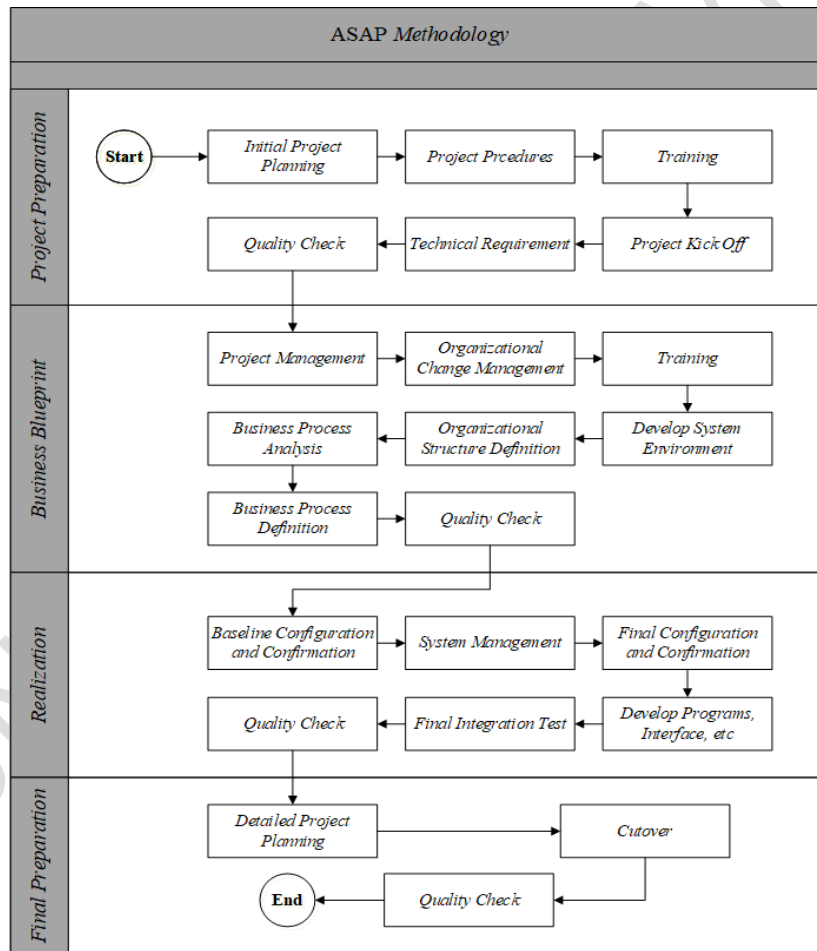 ASAP Methodology
Project Preparation
Start
Initial Project
Planning
Project Prcedures
Training
Project Kick Off
Technical Requirement
Quality Check
Business Blueprint
Project Management
Organizational
Change Management
Training
Develop System
Environment
Organizational
Structure Definition
Business Process
Analysis
Business Process
Definition
Quality Check
Realization
Baseline Configuration
and Confirmation
System Management
Final Configuration
and Confirmation
Develop Programs,
Interface, etc
Final Integration Test
Quality Check
Final Preparation
Detailed Project
Planning
Cutover
Quality Check
End